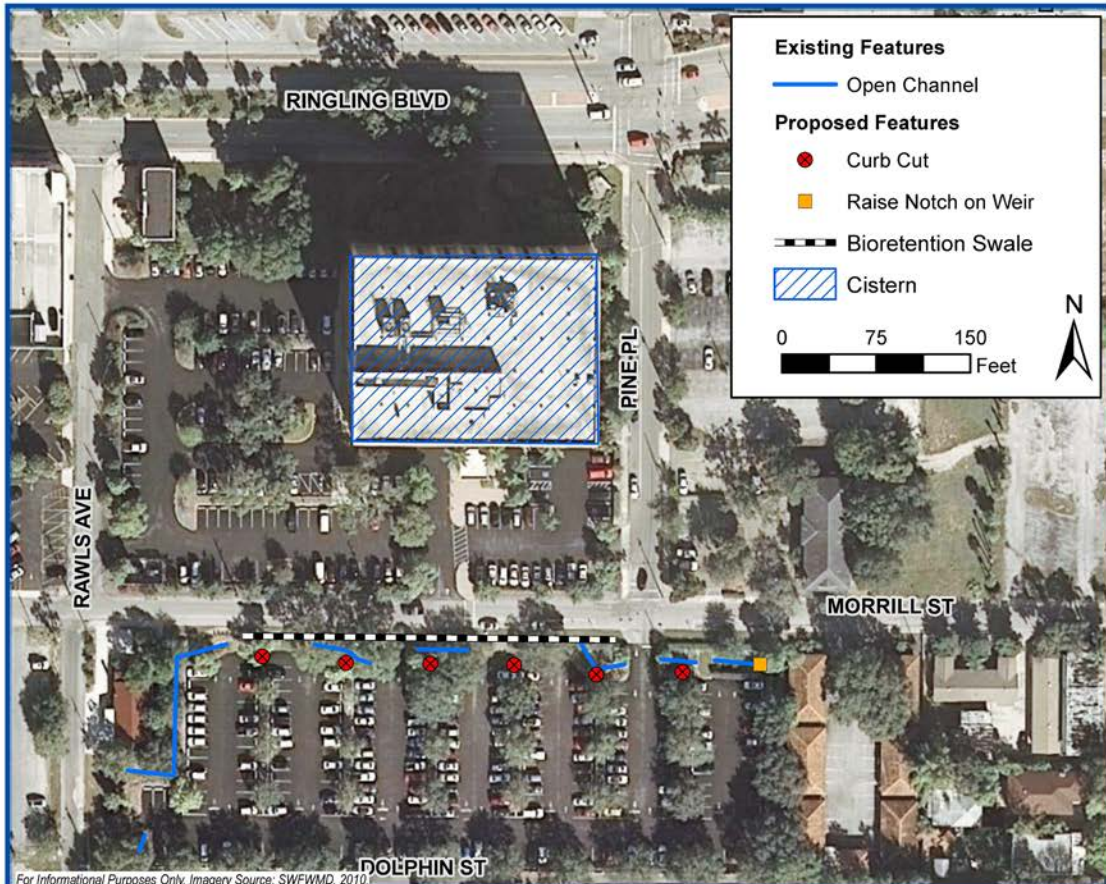 Existing Features
Open Channel
Proposed Features
Curb Cut
Raise Notch on Weir
Bioretention Swale
Cistern
N
0 75 150
Feet
RINGLING BLVD
PINE PL
RAWLS AVE
MORRILL ST
DOLPHIN ST
For Informational Purposes Only. Imagery Source: SWFWMD, 2010.